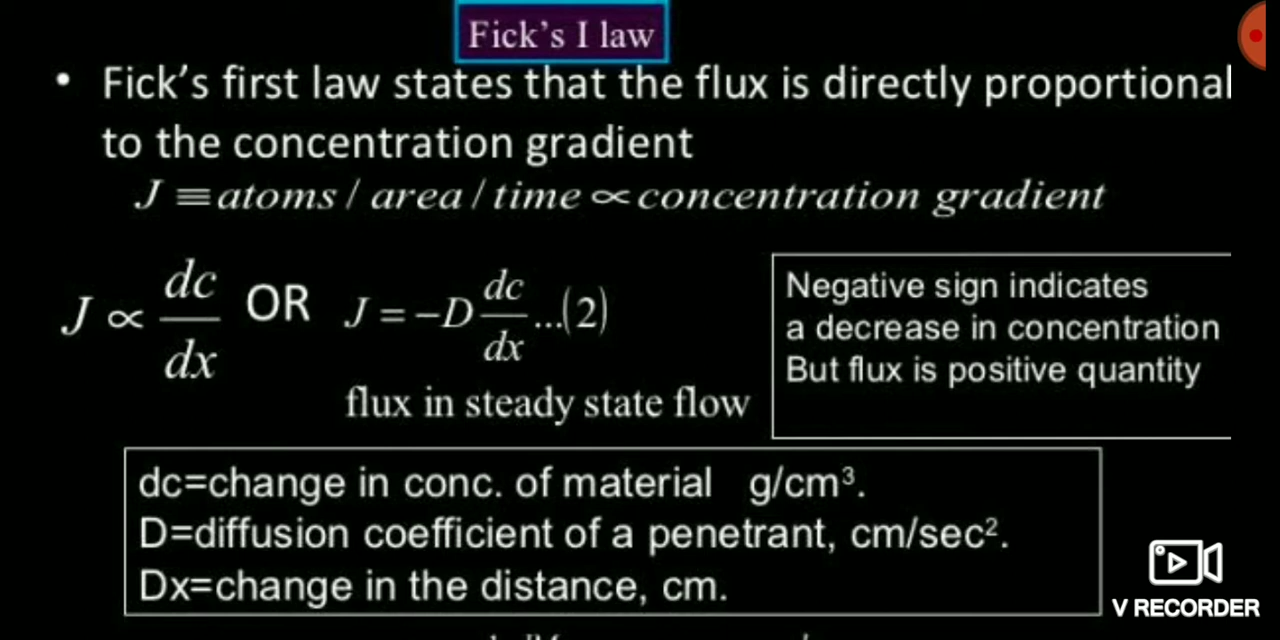 Fick's I law
• Fick's first law states that the flux is directly proportional
to the concentration gradient
J ≡ atoms / area / time ∝ concentration gradient
J ∝ dc/dx OR J = −D dc/dx ...(2)
flux in steady state flow
Negative sign indicates
a decrease in concentration
But flux is positive quantity
dc=change in conc. of material g/cm³.
D=diffusion coefficient of a penetrant, cm/sec².
Dx=change in the distance, cm.
V RECORDER